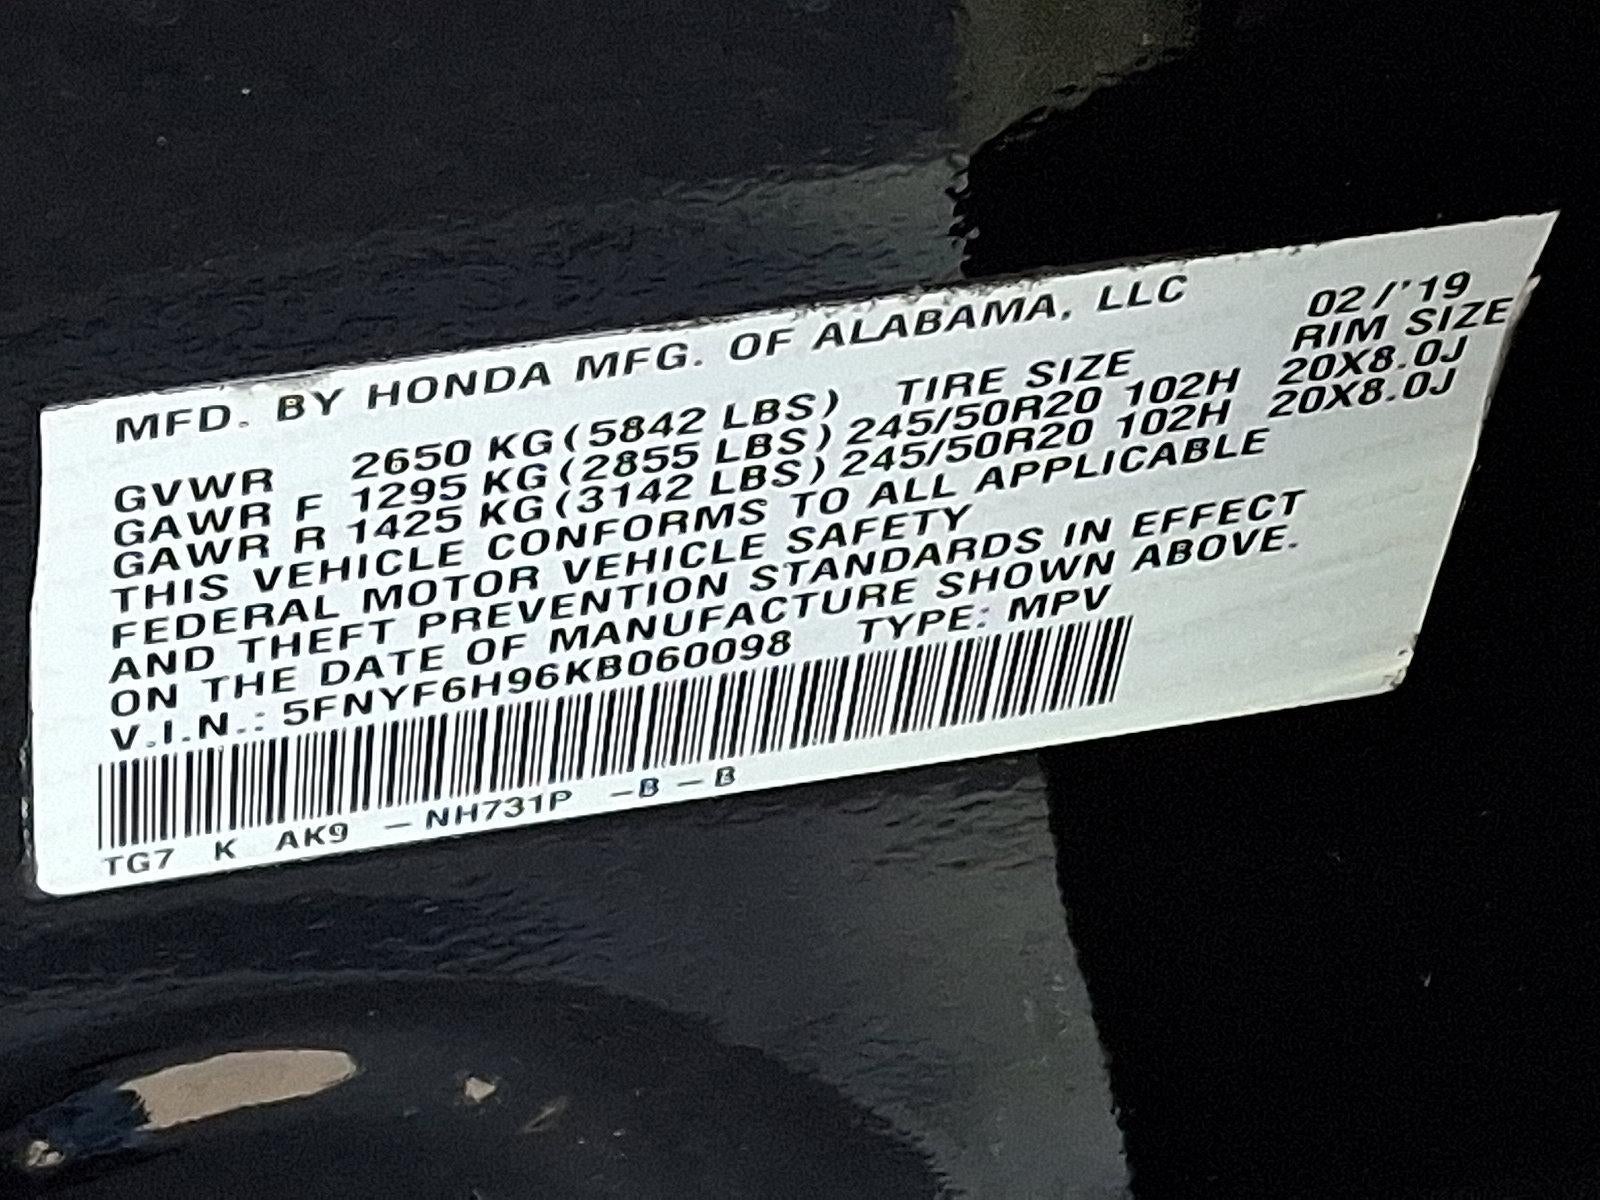 MFD. BY HONDA MFG. OF ALABAMA, LLC 02/'19
TIRE SIZE RIM SIZE
GVWR 2650 KG(5842 LBS)
GAWR F 1295 KG(2855 LBS) 245/50R20 102H 20X8.0J
GAWR R 1425 KG(3142 LBS) 245/50R20 102H 20X8.0J
THIS VEHICLE CONFORMS TO ALL APPLICABLE
FEDERAL MOTOR VEHICLE SAFETY
AND THEFT PREVENTION STANDARDS IN EFFECT
ON THE DATE OF MANUFACTURE SHOWN ABOVE.
V.I.N.: 5FNYF6H96KB060098 TYPE: MPV
TG7 K AK9 –NH731P –B–B